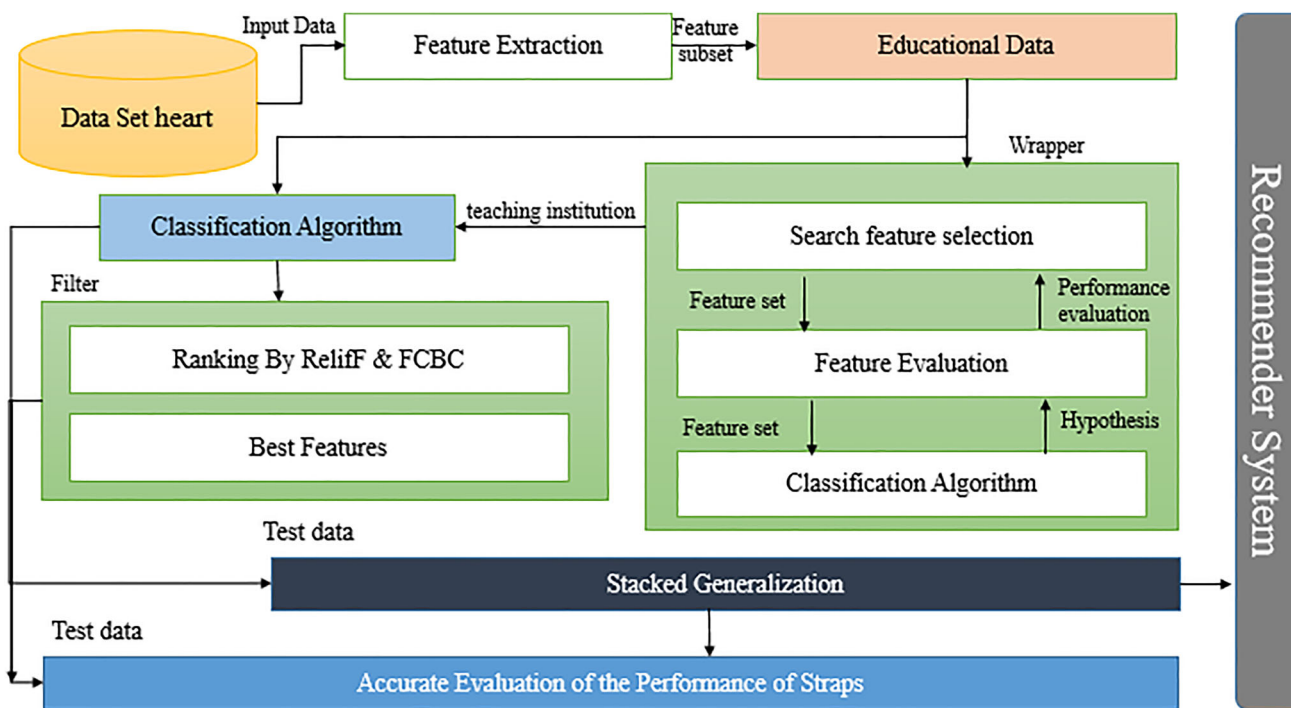 Input Data
Feature Extraction
Feature
subset
Educational Data
Data Set heart
Wrapper
Classification Algorithm
teaching institution
Search feature selection
Filter
Feature set
Performance
evaluation
Ranking By RelifF & FCBC
Feature Evaluation
Best Features
Feature set
Hypothesis
Classification Algorithm
Test data
Stacked Generalization
Test data
Accurate Evaluation of the Performance of Straps
Recommender System